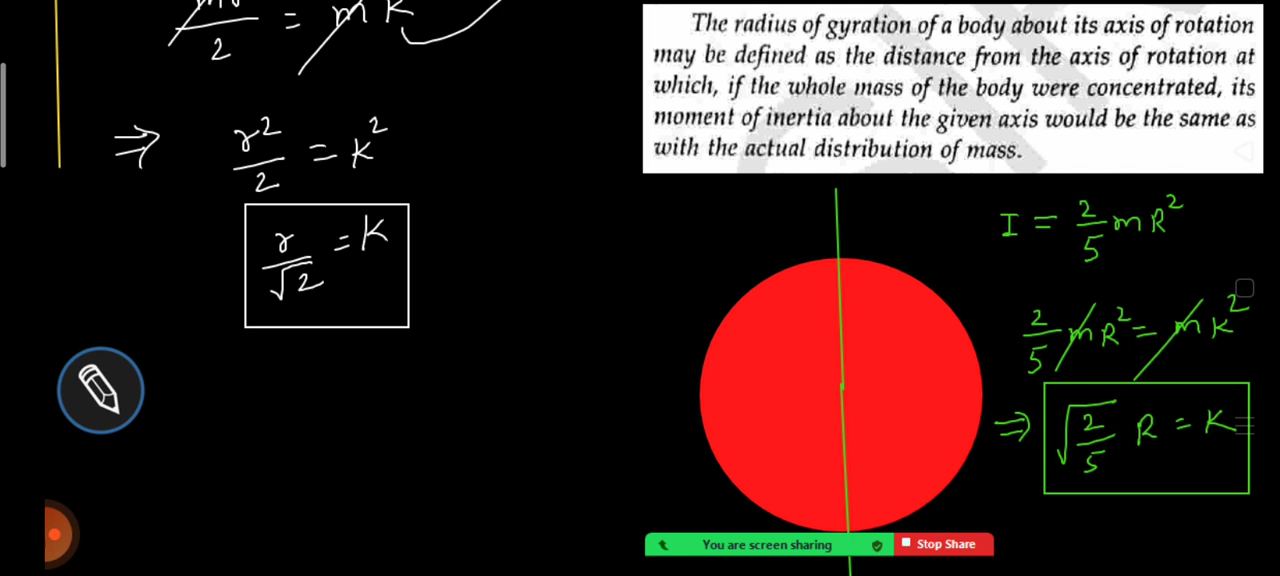 mr²/2 = mK
⇒ r²/2 = K²
r/√2 = K
The radius of gyration of a body about its axis of rotation
may be defined as the distance from the axis of rotation at
which, if the whole mass of the body were concentrated, its
moment of inertia about the given axis would be the same as
with the actual distribution of mass.
I = 2/5 mR²
2/5 mR² = mK²
⇒ √2/5 R = K
You are screen sharing
Stop Share